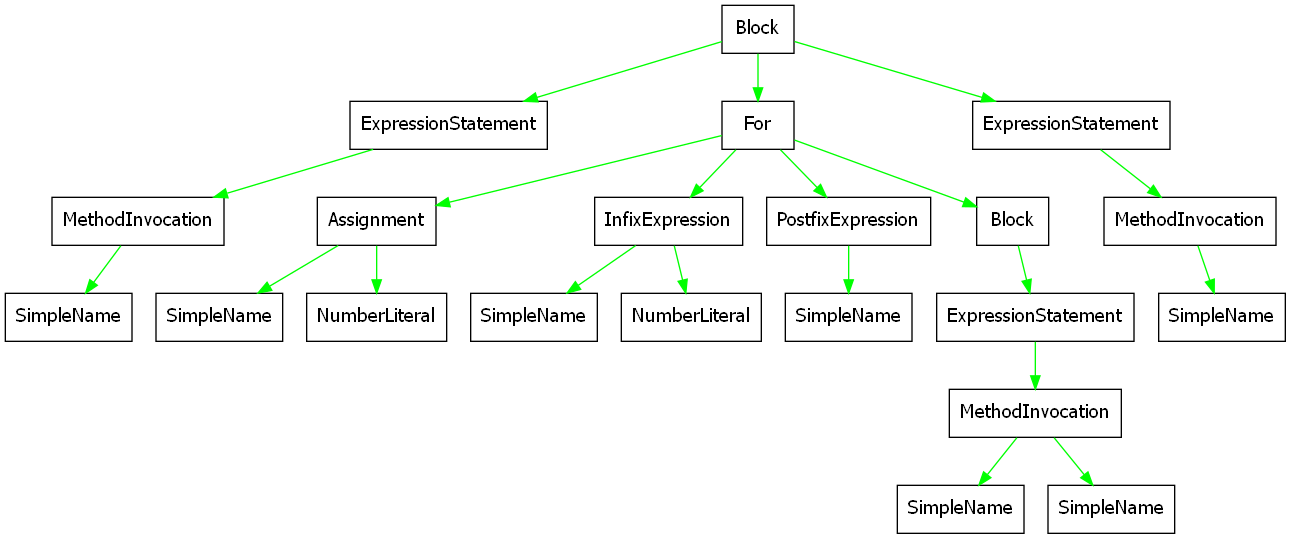 Block
ExpressionStatement
For
ExpressionStatement
MethodInvocation
Assignment
InfixExpression
PostfixExpression
Block
MethodInvocation
SimpleName
SimpleName
NumberLiteral
SimpleName
NumberLiteral
SimpleName
ExpressionStatement
SimpleName
MethodInvocation
SimpleName
SimpleName